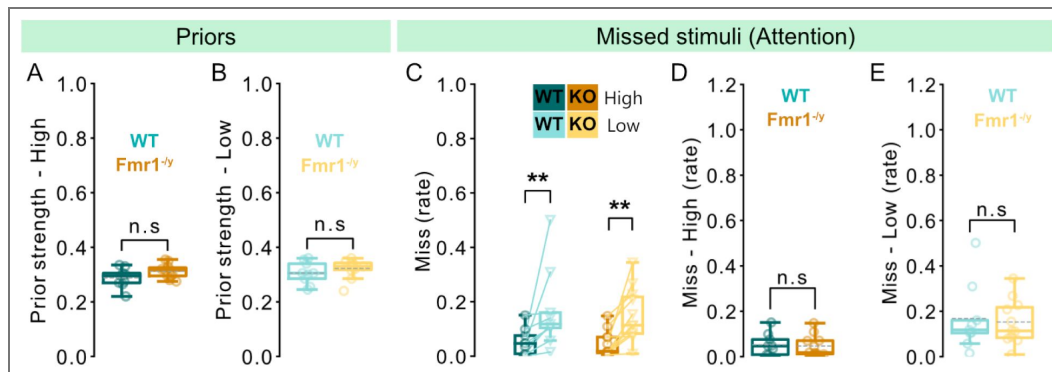 Priors
Missed stimuli (Attention)
A
Prior strength - High
1.0
0.8
0.6
0.4
0.2
0.0
WT
Fmr1-/y
n.s
B
Prior strength - Low
1.0
0.8
0.6
0.4
0.2
0.0
WT
Fmr1-/y
n.s
C
Miss (rate)
1.0
0.8
0.6
0.4
0.2
0.0
WT KO High
WT KO Low
**
**
D
Miss - High (rate)
1.2
1.0
0.8
0.6
0.4
0.2
0.0
WT
Fmr1-/y
n.s
E
Miss - Low (rate)
1.2
1.0
0.8
0.6
0.4
0.2
0.0
WT
Fmr1-/y
n.s